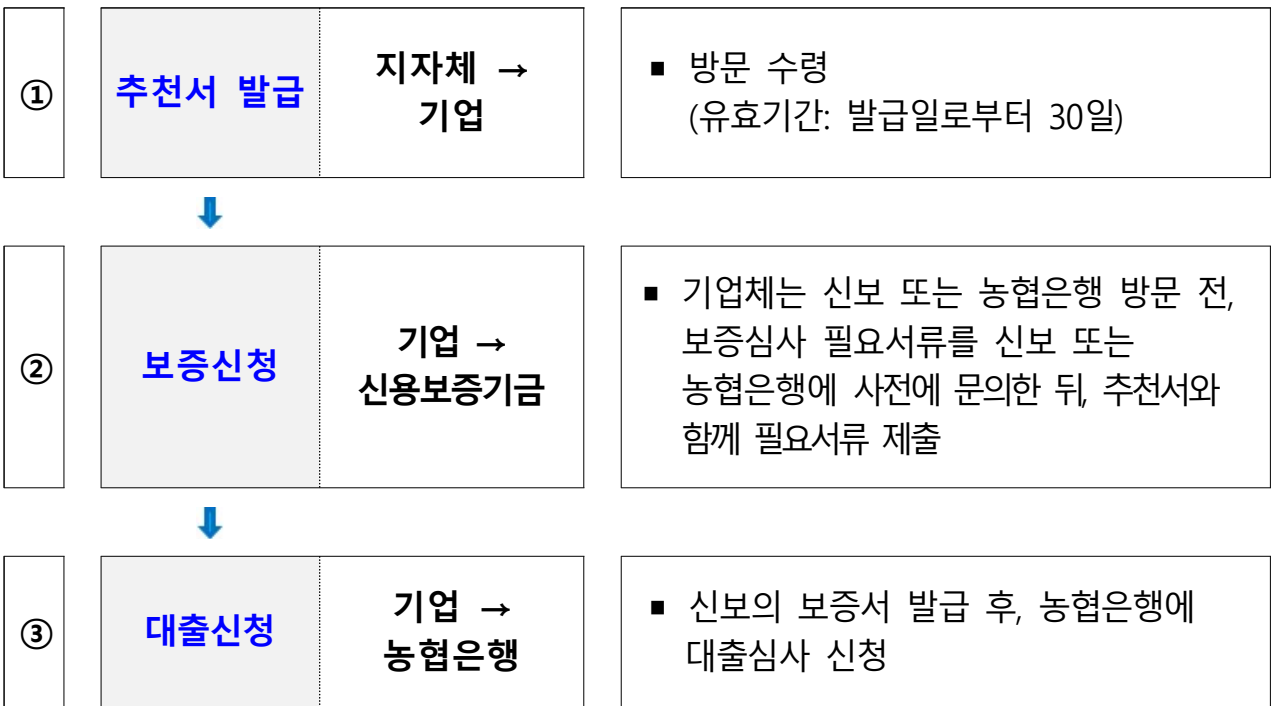 ①
추천서 발급
지자체 →
기업
▪ 방문 수령
(유효기간: 발급일로부터 30일)
②
보증신청
기업 →
신용보증기금
▪ 기업체는 신보 또는 농협은행 방문 전,
보증심사 필요서류를 신보 또는
농협은행에 사전에 문의한 뒤, 추천서와
함께 필요서류 제출
③
대출신청
기업 →
농협은행
▪ 신보의 보증서 발급 후, 농협은행에
대출심사 신청